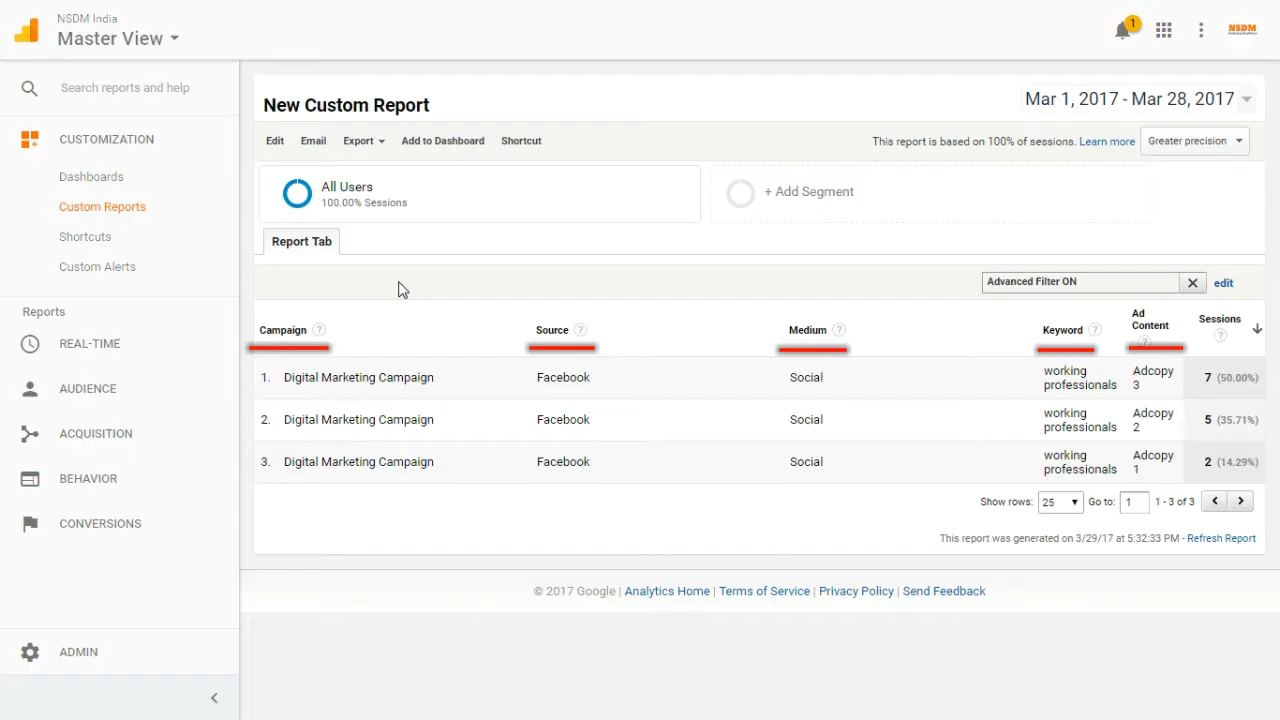 NSDM India
Master View
1
NSDM
Search reports and help
CUSTOMIZATION
Dashboards
Custom Reports
Shortcuts
Custom Alerts
Reports
REAL-TIME
AUDIENCE
ACQUISITION
BEHAVIOR
CONVERSIONS
ADMIN
New Custom Report
Mar 1, 2017 - Mar 28, 2017
Edit Email Export Add to Dashboard Shortcut
This report is based on 100% of sessions. Learn more Greater precision
All Users
100.00% Sessions
+ Add Segment
Report Tab
Advanced Filter ON edit
Campaign ? Source ? Medium ? Keyword ? Ad Content ? Sessions ?
1. Digital Marketing Campaign Facebook Social working professionals Adcopy 3 7 (50.00%)
2. Digital Marketing Campaign Facebook Social working professionals Adcopy 2 5 (35.71%)
3. Digital Marketing Campaign Facebook Social working professionals Adcopy 1 2 (14.29%)
Show rows: 25 Go to: 1 1 - 3 of 3
This report was generated on 3/29/17 at 5:32:33 PM - Refresh Report
© 2017 Google | Analytics Home | Terms of Service | Privacy Policy | Send Feedback